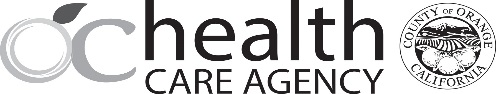 OC health
CARE AGENCY
COUNTY OF ORANGE
CALIFORNIA